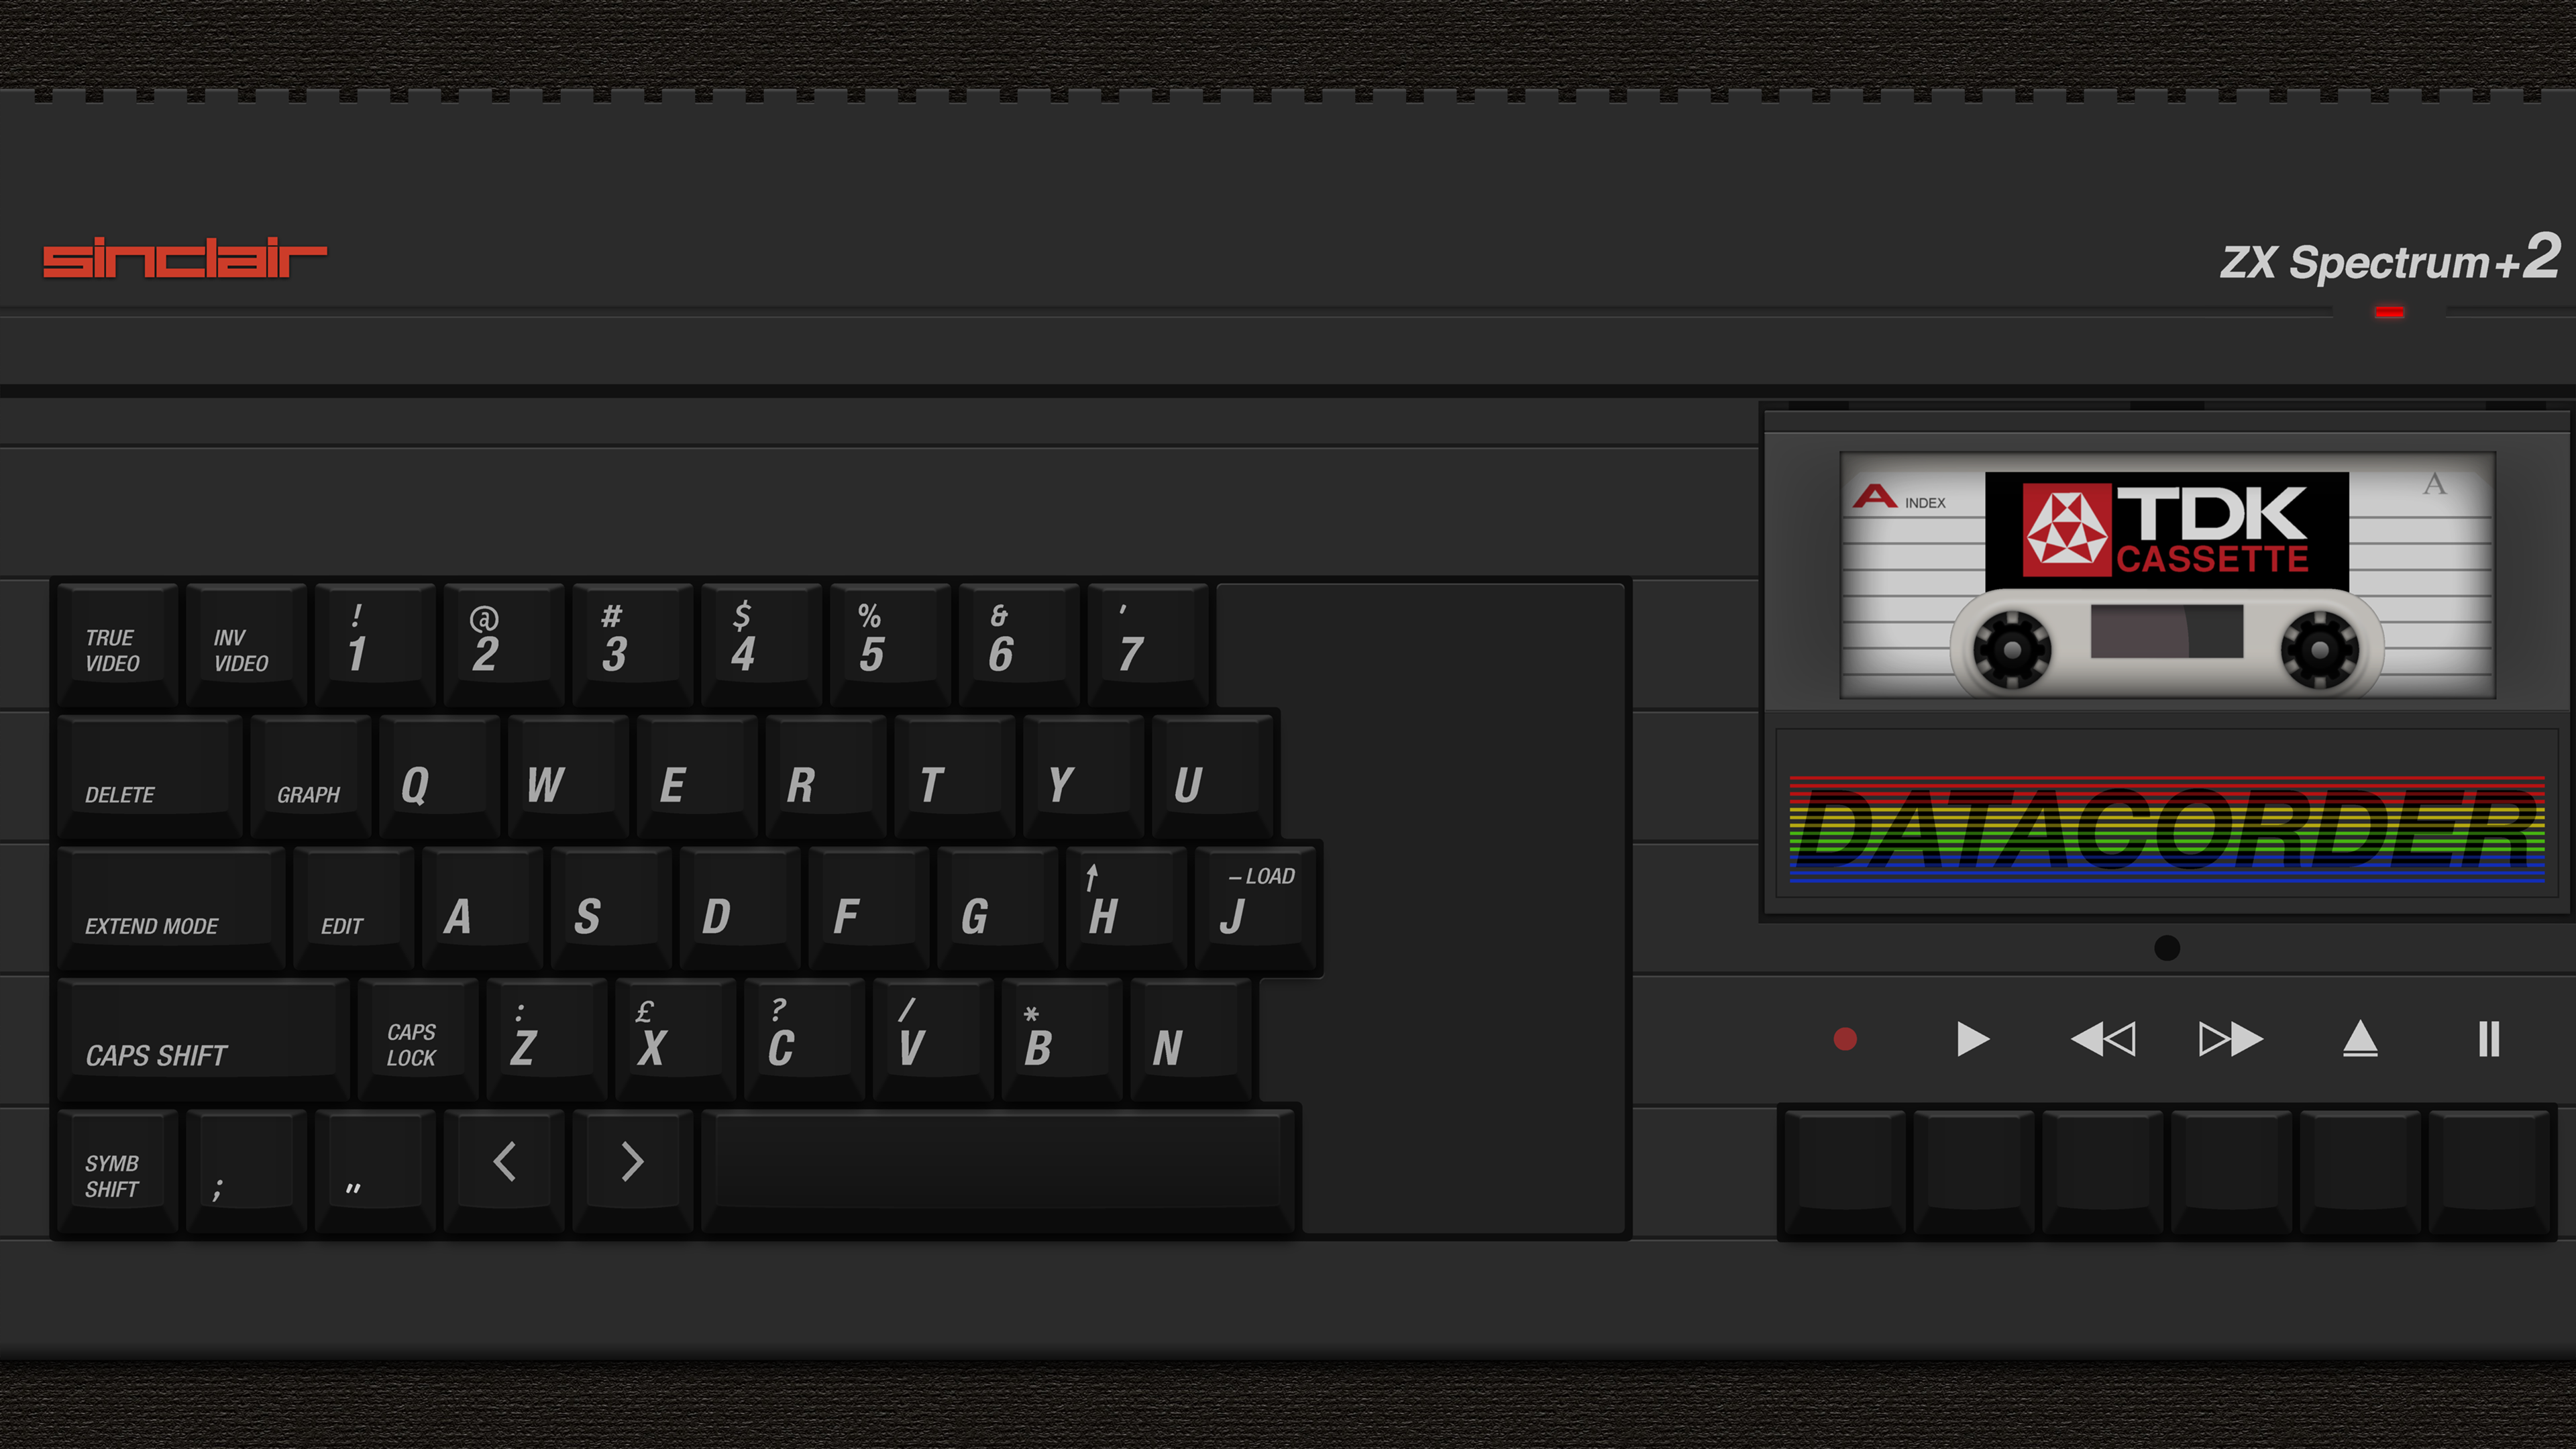 sinclair
ZX Spectrum+2
A INDEX
A
TDK
CASSETTE
! @ # $ % & '
TRUE VIDEO
INV VIDEO
1 2 3 4 5 6 7
DELETE GRAPH Q W E R T Y U
DATACORDER
– LOAD
EXTEND MODE EDIT A S D F G H J
: £ ? / *
CAPS SHIFT
CAPS LOCK
Z X C V B N
SYMB SHIFT
; " < >